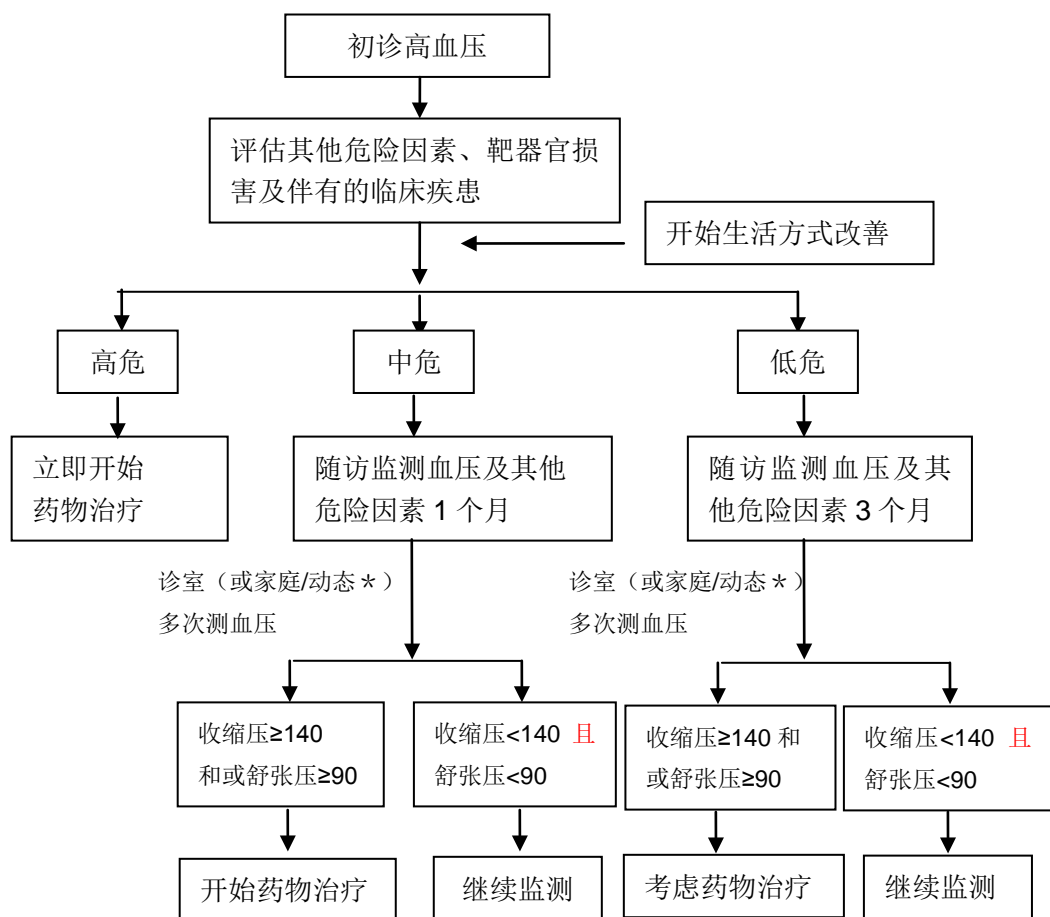 初诊高血压
评估其他危险因素、靶器官损
害及伴有的临床疾患
开始生活方式改善
高危
中危
低危
立即开始
药物治疗
随访监测血压及其他
危险因素 1 个月
随访监测血压及其
他危险因素 3 个月
诊室（或家庭/动态＊）
多次测血压
诊室（或家庭/动态＊）
多次测血压
收缩压≥140
和或舒张压≥90
收缩压<140 且
舒张压<90
收缩压≥140 和
或舒张压≥90
收缩压<140 且
舒张压<90
开始药物治疗
继续监测
考虑药物治疗
继续监测